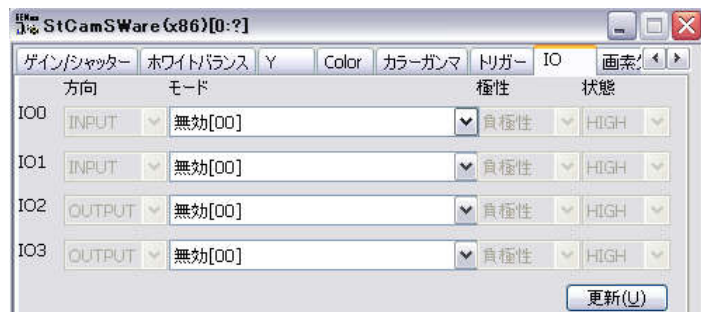 StCamSWare (x86)[0:?]
ゲイン/シャッター ホワイトバランス Y Color カラーガンマ トリガー IO 画素
方向 モード 極性 状態
IO0 INPUT 無効[00] 負極性 HIGH
IO1 INPUT 無効[00] 負極性 HIGH
IO2 OUTPUT 無効[00] 負極性 HIGH
IO3 OUTPUT 無効[00] 負極性 HIGH
更新(U)